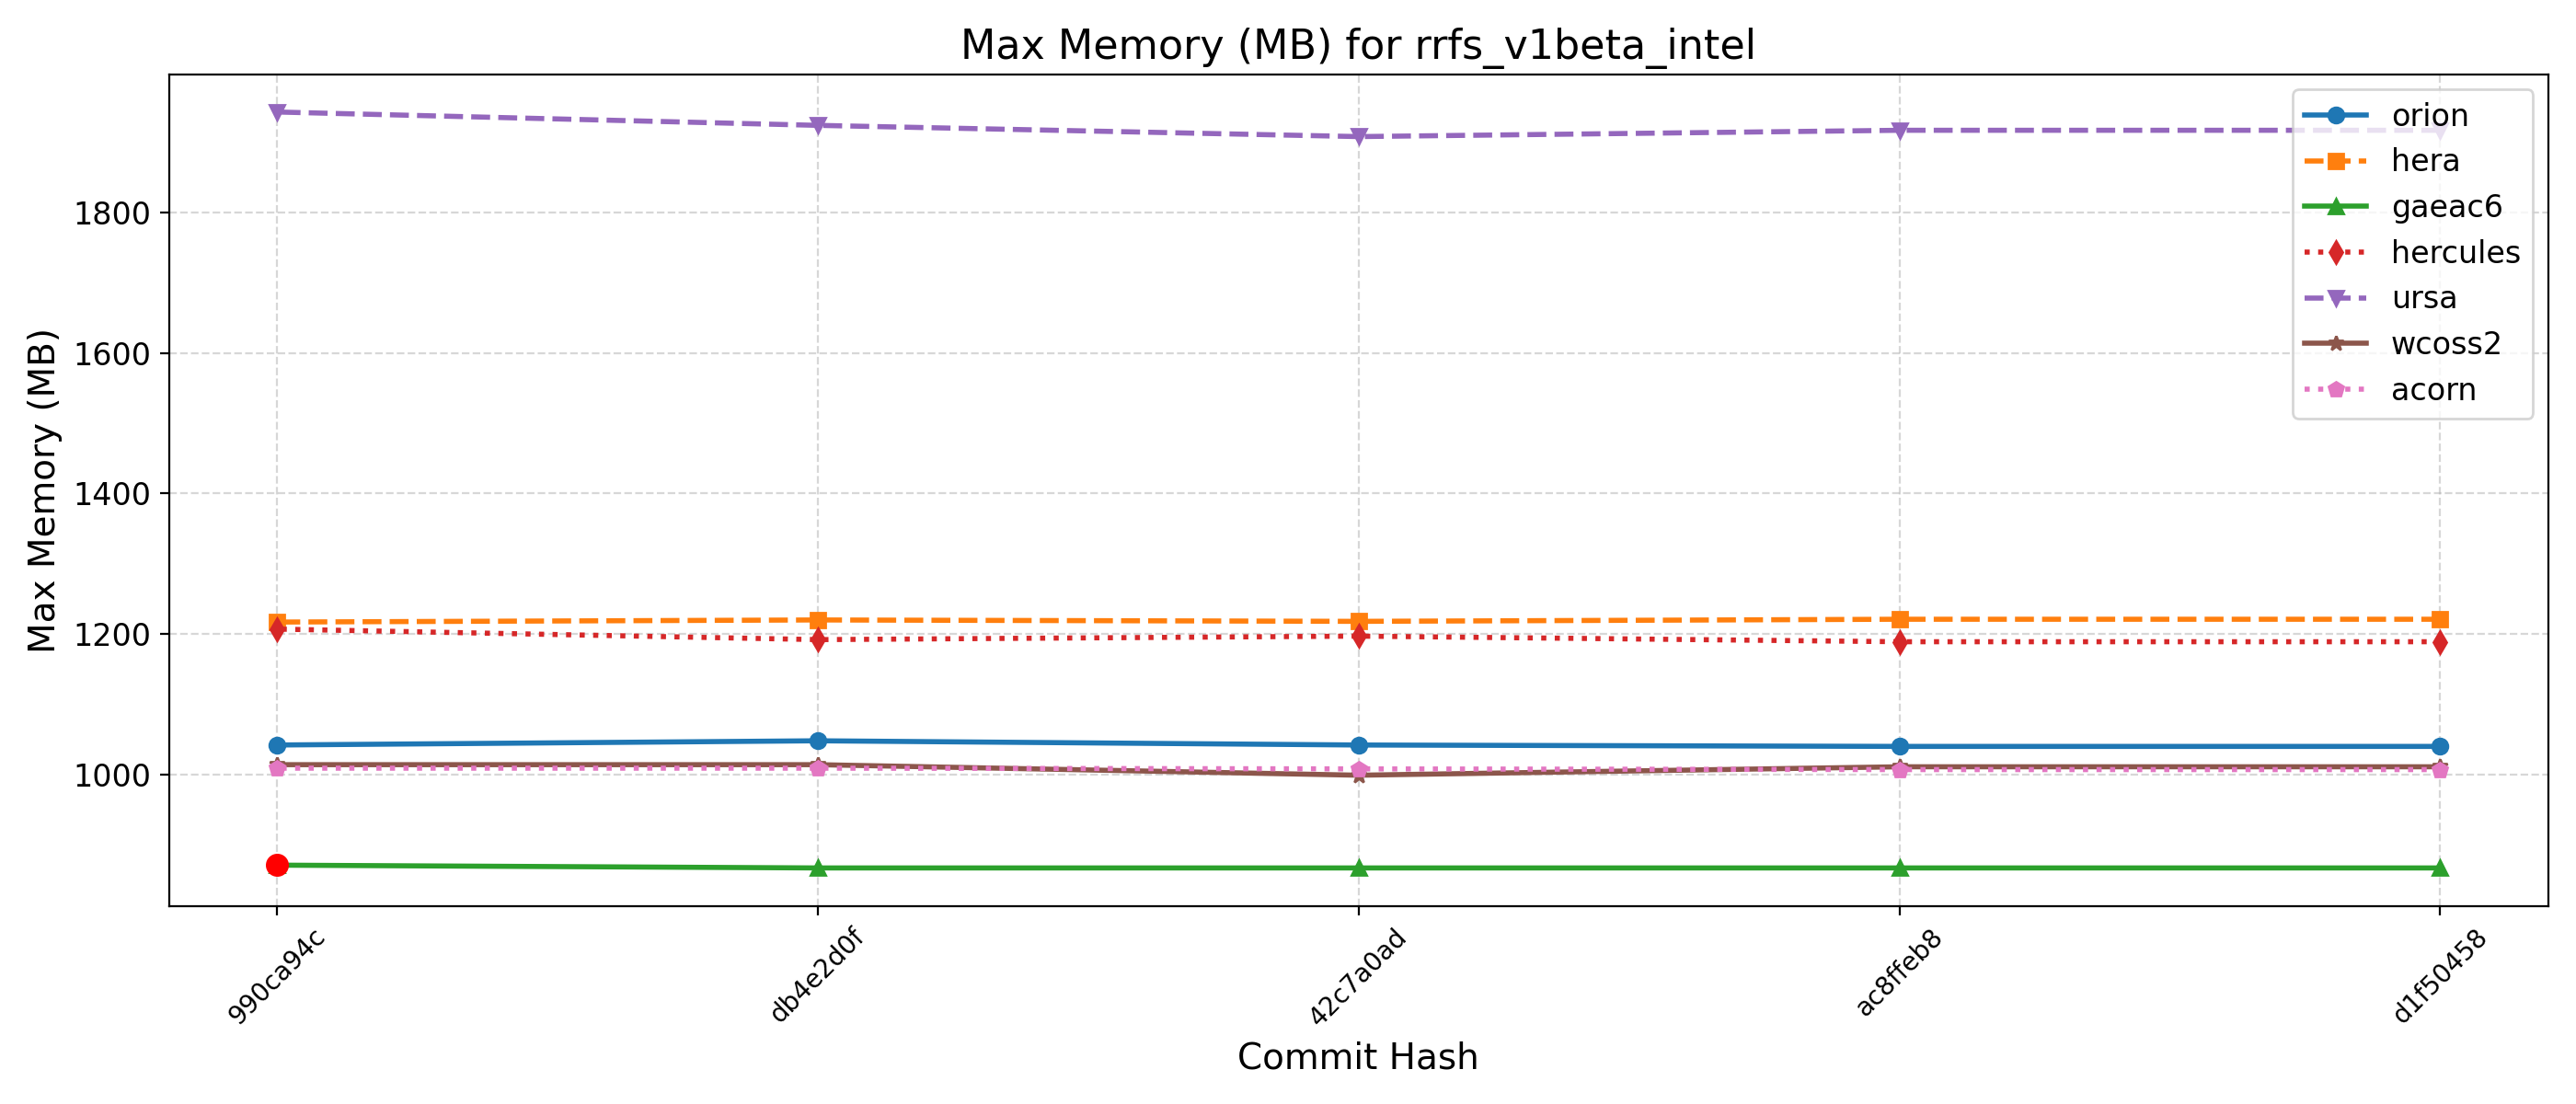 Max Memory (MB) for rrfs_v1beta_intel
Max Memory (MB)
1800
1600
1400
1200
1000
orion
hera
gaeac6
hercules
ursa
wcoss2
acorn
990ca94c
db4e2d0f
42c7a0ad
ac8ffeb8
d1f50458
Commit Hash